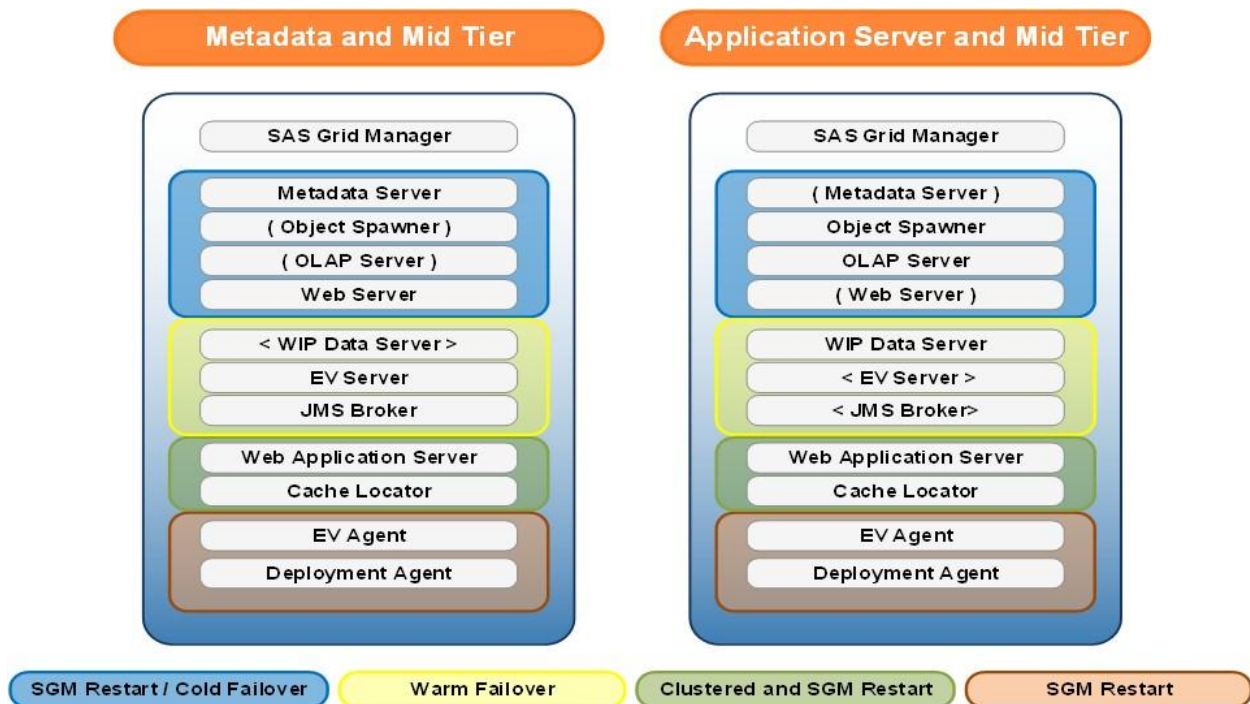 Metadata and Mid Tier
SAS Grid Manager
Metadata Server
( Object Spawner )
( OLAP Server )
Web Server
< WIP Data Server >
EV Server
JMS Broker
Web Application Server
Cache Locator
EV Agent
Deployment Agent
Application Server and Mid Tier
SAS Grid Manager
( Metadata Server )
Object Spawner
OLAP Server
( Web Server )
WIP Data Server
< EV Server >
< JMS Broker>
Web Application Server
Cache Locator
EV Agent
Deployment Agent
SGM Restart / Cold Failover
Warm Failover
Clustered and SGM Restart
SGM Restart